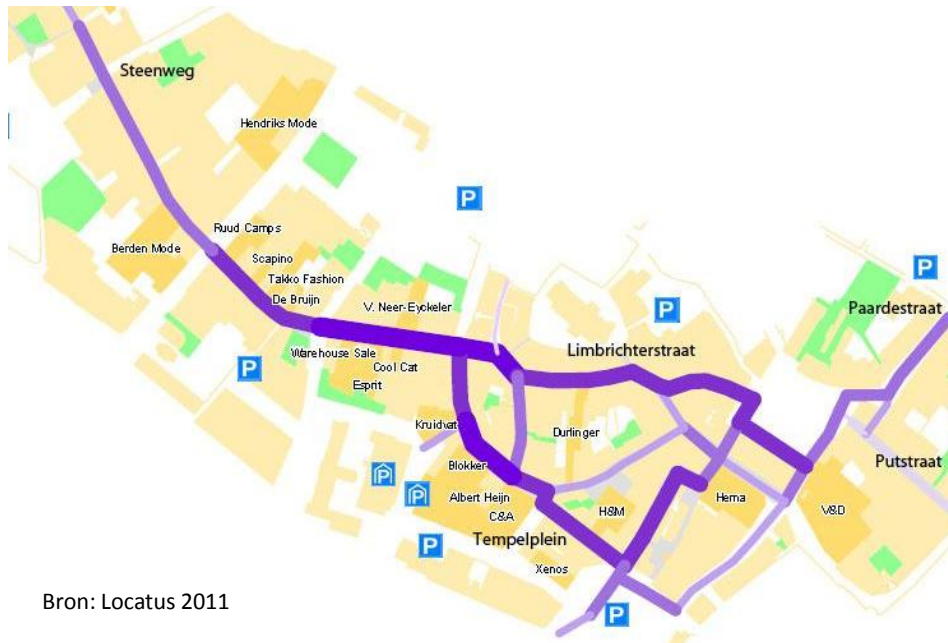 Steenweg
Hendriks Mode
P
P
Ruud Camps
Berden Mode
Scapino
Takko Fashion
De Bruijn
V. Neer-Eyckeler
P
P
Paardestraat
Limbrichterstraat
Warehouse Sale
Cool Cat
Esprit
P
Kruidvat
Durlinger
Putstraat
Blokker
P
P
Albert Heijn
C&A
H&M
Hema
V&D
Tempelplein
P
Xenos
Bron: Locatus 2011
P